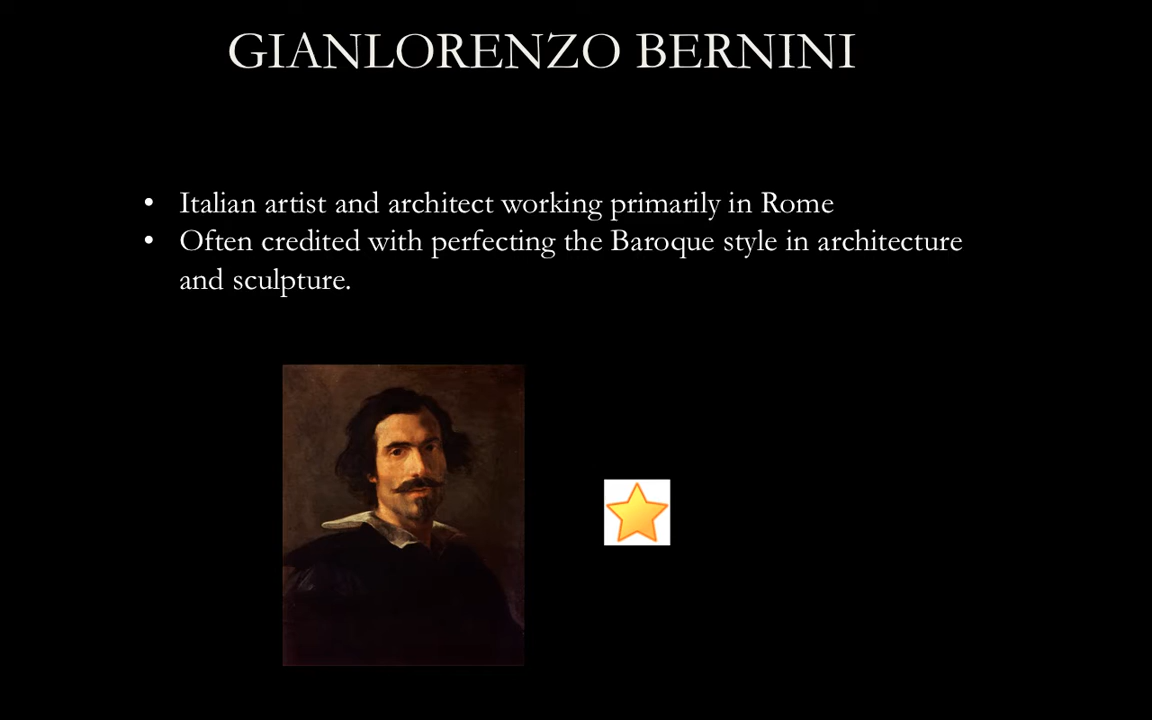 GIANLORENZO BERNINI
• Italian artist and architect working primarily in Rome
• Often credited with perfecting the Baroque style in architecture
and sculpture.